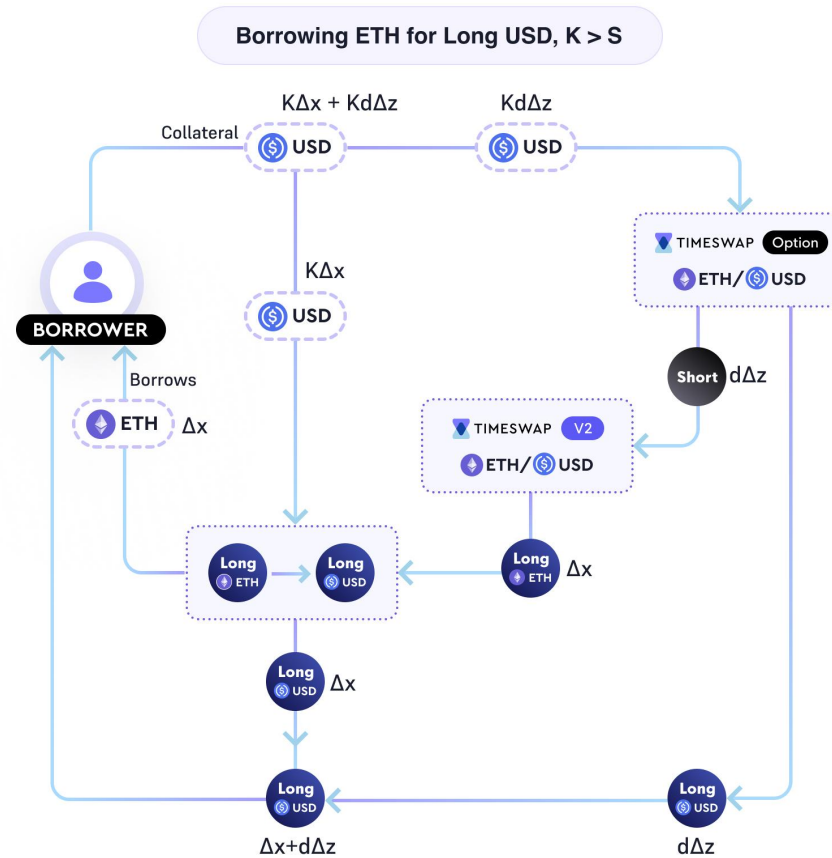 Borrowing ETH for Long USD, K > S
KΔx + KdΔz
KdΔz
Collateral
USD
USD
TIMESWAP Option
ETH/USD
KΔx
USD
BORROWER
Borrows
ETH Δx
Short dΔz
TIMESWAP V2
ETH/USD
Long
ETH
Long
USD
Long
ETH
Δx
Long
USD
Δx
Long
USD
Long
USD
Δx+dΔz
dΔz